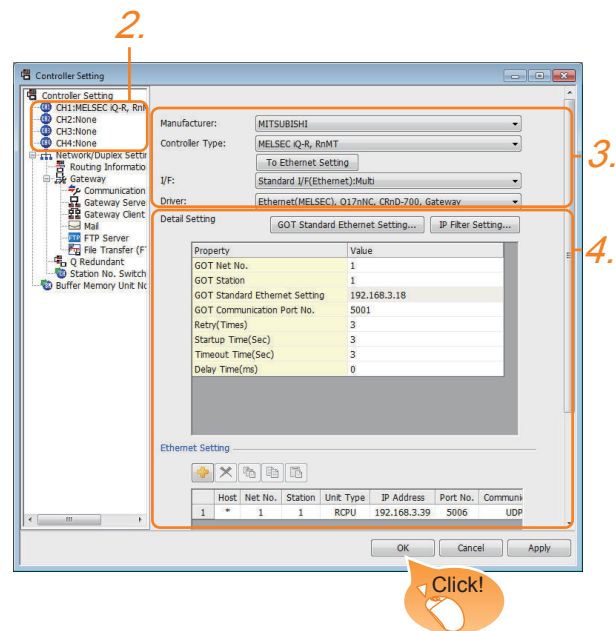 2.
Controller Setting
Controller Setting
CH1:MELSEC iQ-R, RnM
CH2:None
CH3:None
CH4:None
Network/Duplex Settin
Routing Informatio
Gateway
Communication
Gateway Serve
Gateway Client
Mail
FTP Server
File Transfer (F
Q Redundant
Station No. Switch
Buffer Memory Unit No
Manufacturer: MITSUBISHI
Controller Type: MELSEC iQ-R, RnMT
To Ethernet Setting
I/F: Standard I/F(Ethernet):Multi
Driver: Ethernet(MELSEC), Q17nNC, CRnD-700, Gateway
3.
Detail Setting GOT Standard Ethernet Setting... IP Filter Setting...
4.
Property Value
GOT Net No. 1
GOT Station 1
GOT Standard Ethernet Setting 192.168.3.18
GOT Communication Port No. 5001
Retry(Times) 3
Startup Time(Sec) 3
Timeout Time(Sec) 3
Delay Time(ms) 0
Ethernet Setting
Host Net No. Station Unit Type IP Address Port No. Communi
1 * 1 1 RCPU 192.168.3.39 5006 UDP
OK Cancel Apply
Click!